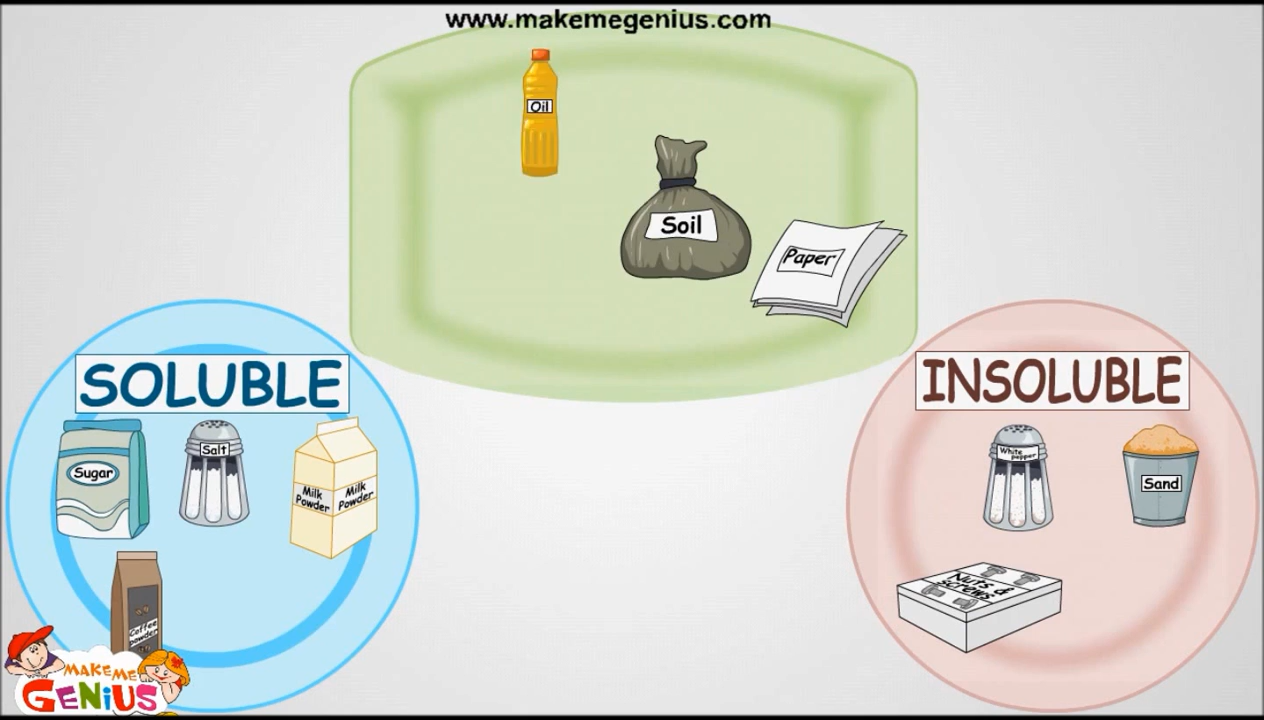 www.makemegenius.com
Oil
Soil
Paper
SOLUBLE
INSOLUBLE
Sugar
Salt
Milk
Powder
Milk
Powder
White
pepper
Sand
Coffee
powder
Nuts &
screws
MAKE ME
GENiUS